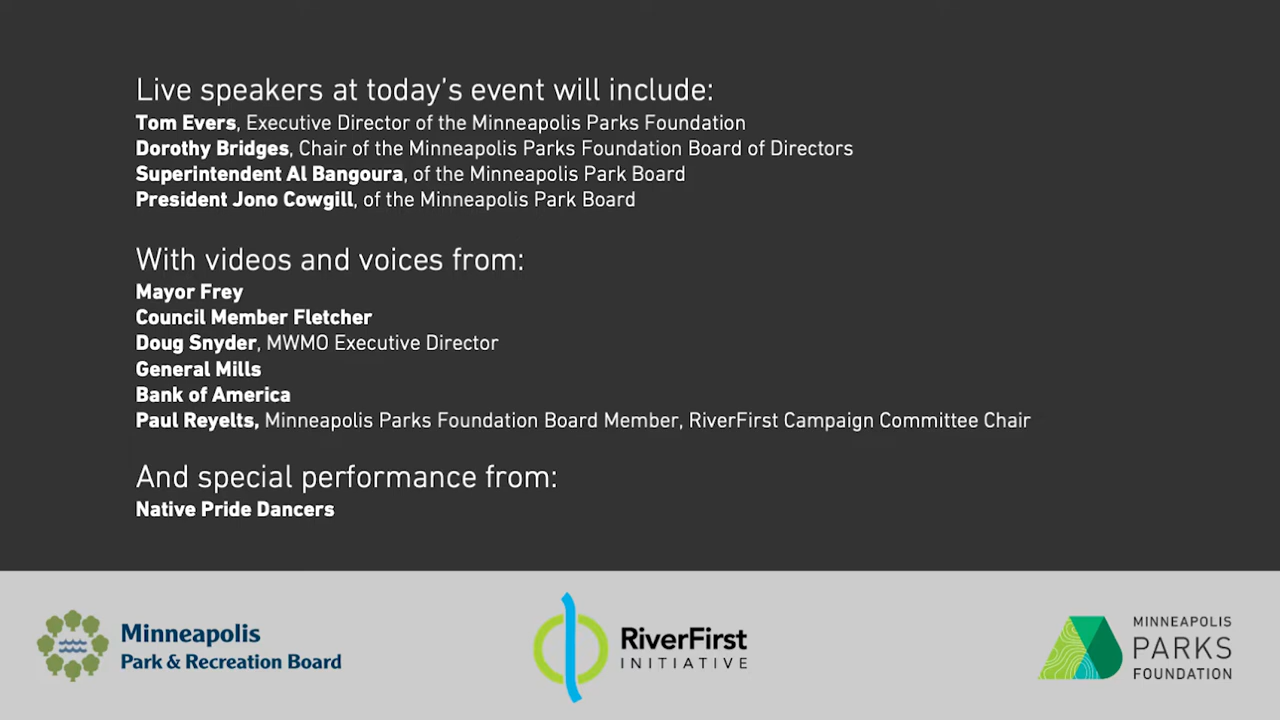 Live speakers at today's event will include:
Tom Evers, Executive Director of the Minneapolis Parks Foundation
Dorothy Bridges, Chair of the Minneapolis Parks Foundation Board of Directors
Superintendent Al Bangoura, of the Minneapolis Park Board
President Jono Cowgill, of the Minneapolis Park Board
With videos and voices from:
Mayor Frey
Council Member Fletcher
Doug Snyder, MWMO Executive Director
General Mills
Bank of America
Paul Reyelts, Minneapolis Parks Foundation Board Member, RiverFirst Campaign Committee Chair
And special performance from:
Native Pride Dancers
Minneapolis
Park & Recreation Board
RiverFirst
INITIATIVE
MINNEAPOLIS
PARKS
FOUNDATION